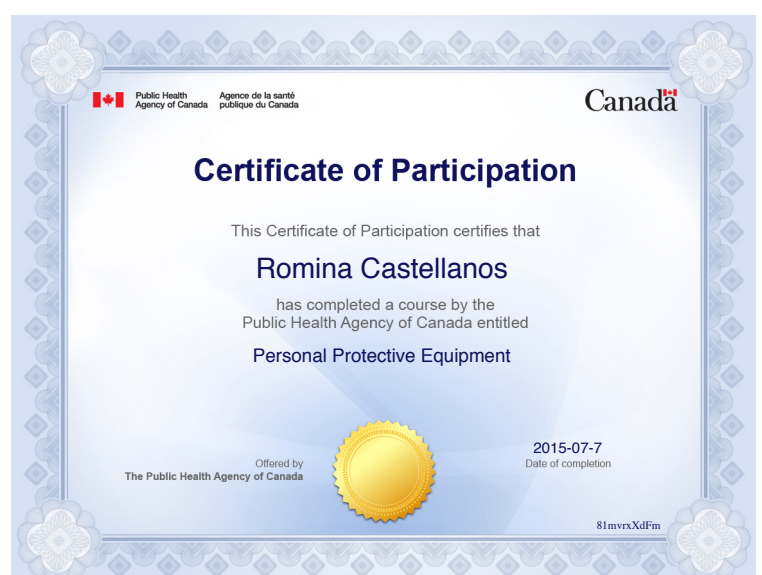 Public Health Agence de la santé
Agency of Canada publique du Canada
Canada
Certificate of Participation
This Certificate of Participation certifies that
Romina Castellanos
has completed a course by the
Public Health Agency of Canada entitled
Personal Protective Equipment
Offered by
The Public Health Agency of Canada
2015-07-7
Date of completion
81mvrxXdFm